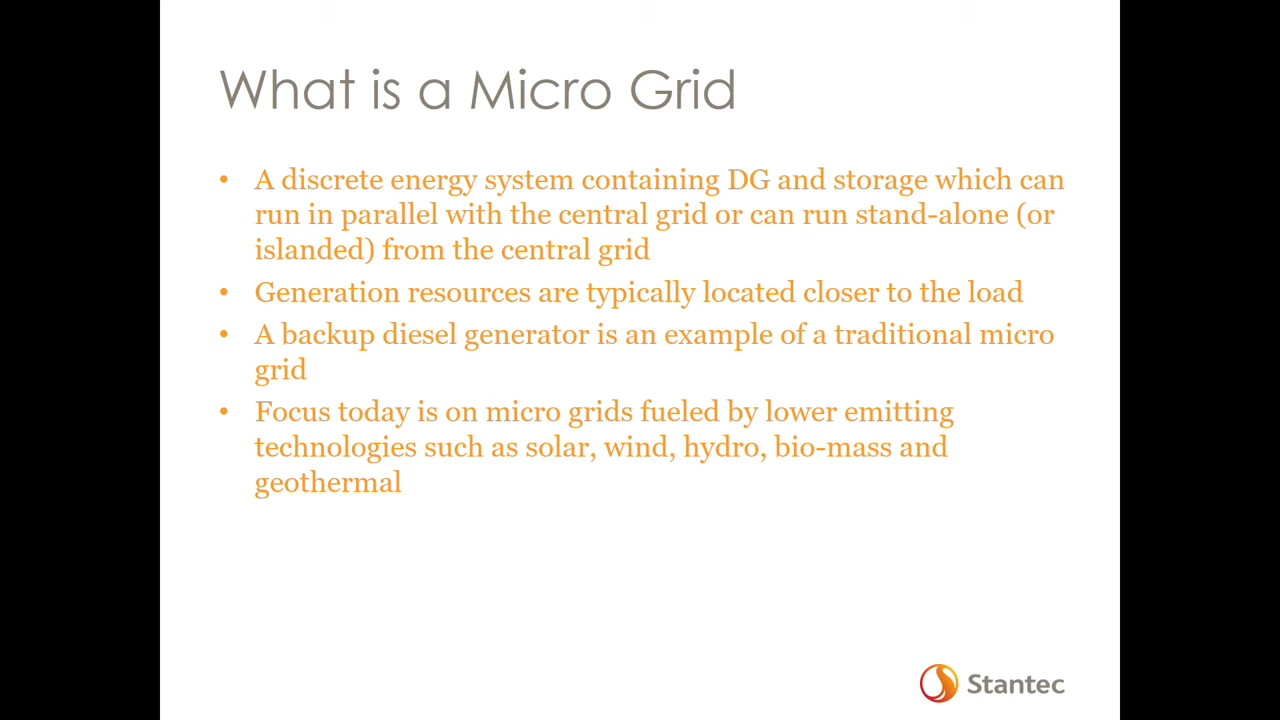 What is a Micro Grid
• A discrete energy system containing DG and storage which can
run in parallel with the central grid or can run stand-alone (or
islanded) from the central grid
• Generation resources are typically located closer to the load
• A backup diesel generator is an example of a traditional micro
grid
• Focus today is on micro grids fueled by lower emitting
technologies such as solar, wind, hydro, bio-mass and
geothermal
Stantec